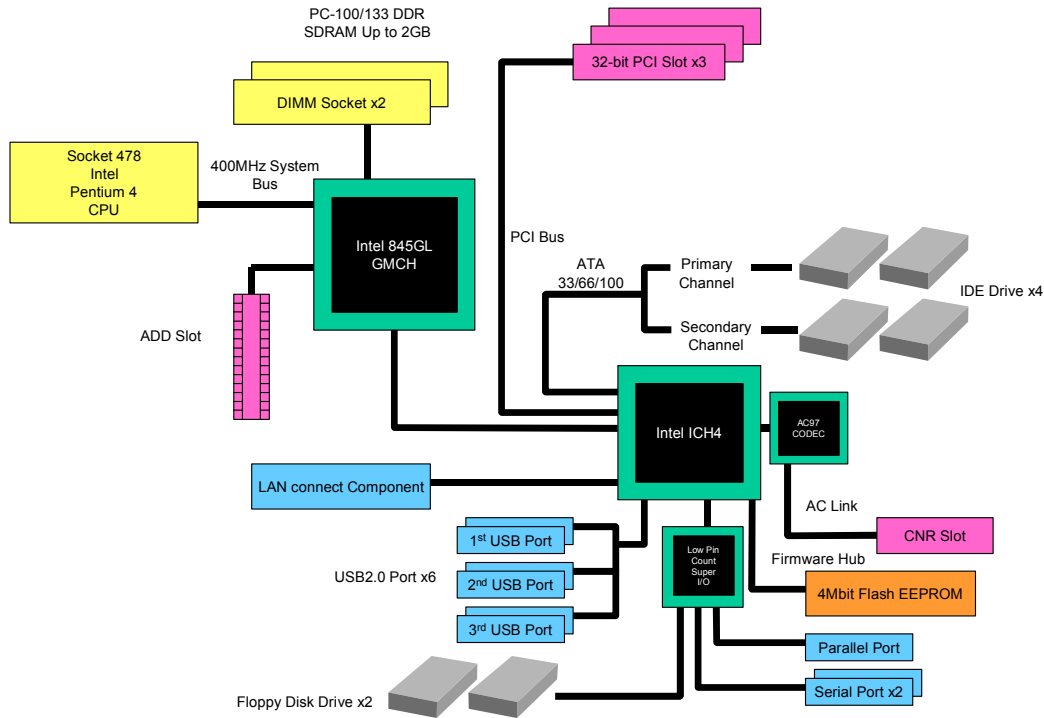 PC-100/133 DDR
SDRAM Up to 2GB
32-bit PCI Slot x3
DIMM Socket x2
Socket 478
Intel
Pentium 4
CPU
400MHz System
Bus
Intel 845GL
GMCH
PCI Bus
ATA
33/66/100
Primary
Channel
IDE Drive x4
Secondary
Channel
ADD Slot
Intel ICH4
AC97
CODEC
LAN connect Component
AC Link
CNR Slot
1st USB Port
USB2.0 Port x6
2nd USB Port
3rd USB Port
Low Pin
Count
Super
I/O
Firmware Hub
4Mbit Flash EEPROM
Parallel Port
Serial Port x2
Floppy Disk Drive x2